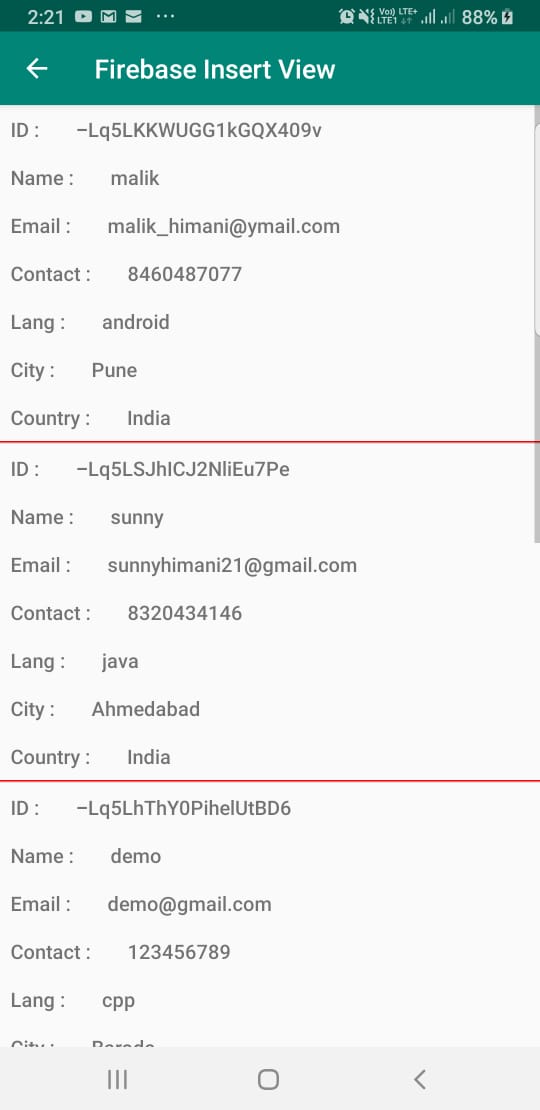 2:21 ... Vo) LTE+ LTE1 88%
Firebase Insert View
ID : -Lq5LKKWUGG1kGQX409v
Name : malik
Email : malik_himani@ymail.com
Contact : 8460487077
Lang : android
City : Pune
Country : India
ID : -Lq5LSJhICJ2NliEu7Pe
Name : sunny
Email : sunnyhimani21@gmail.com
Contact : 8320434146
Lang : java
City : Ahmedabad
Country : India
ID : -Lq5LhThY0PihelUtBD6
Name : demo
Email : demo@gmail.com
Contact : 123456789
Lang : cpp
City :